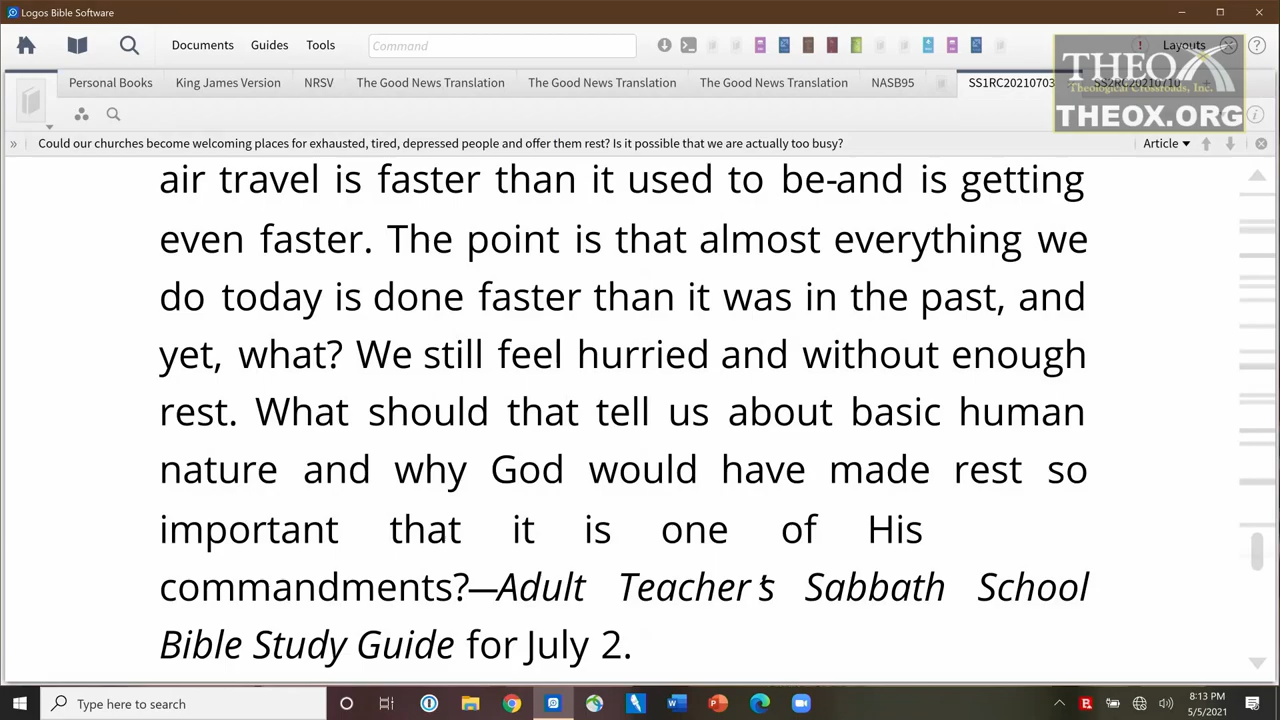 Logos Bible Software
Documents Guides Tools Command Layouts
Personal Books King James Version NRSV The Good News Translation The Good News Translation The Good News Translation NASB95 SS1RC20210703 SS2RC20210710
THEOX
Theological Crossroads, Inc.
THEOX.ORG
Could our churches become welcoming places for exhausted, tired, depressed people and offer them rest? Is it possible that we are actually too busy? Article
air travel is faster than it used to be-and is getting
even faster. The point is that almost everything we
do today is done faster than it was in the past, and
yet, what? We still feel hurried and without enough
rest. What should that tell us about basic human
nature and why God would have made rest so
important that it is one of His
commandments?—Adult Teacher's Sabbath School
Bible Study Guide for July 2.
Type here to search
8:13 PM
5/5/2021